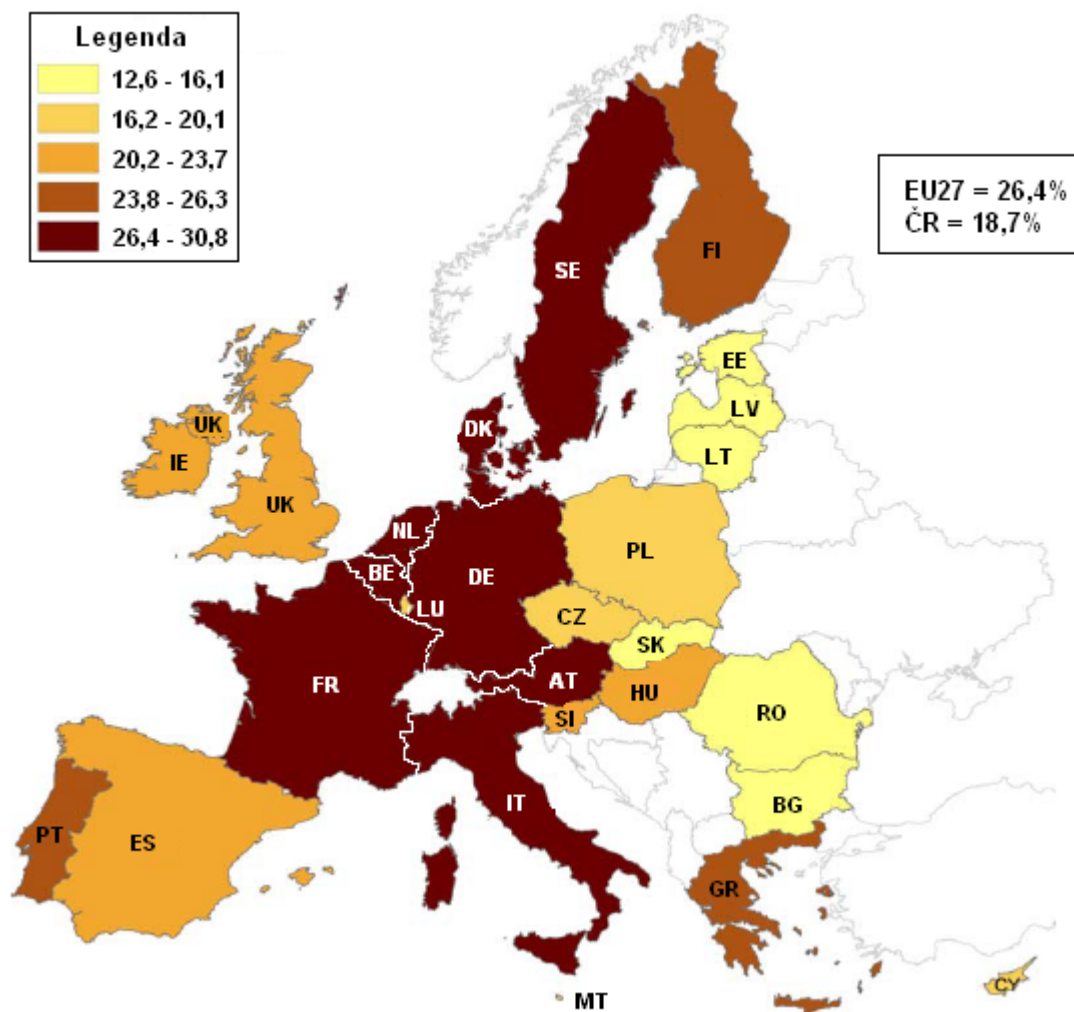 Legenda
12,6 - 16,1
16,2 - 20,1
20,2 - 23,7
23,8 - 26,3
26,4 - 30,8
EU27 = 26,4%
ČR = 18,7%
FI
SE
EE
LV
LT
DK
UK
IE
UK
NL
BE
DE
PL
LU
CZ
SK
FR
AT
HU
SI
RO
IT
BG
PT
ES
GR
CY
MT